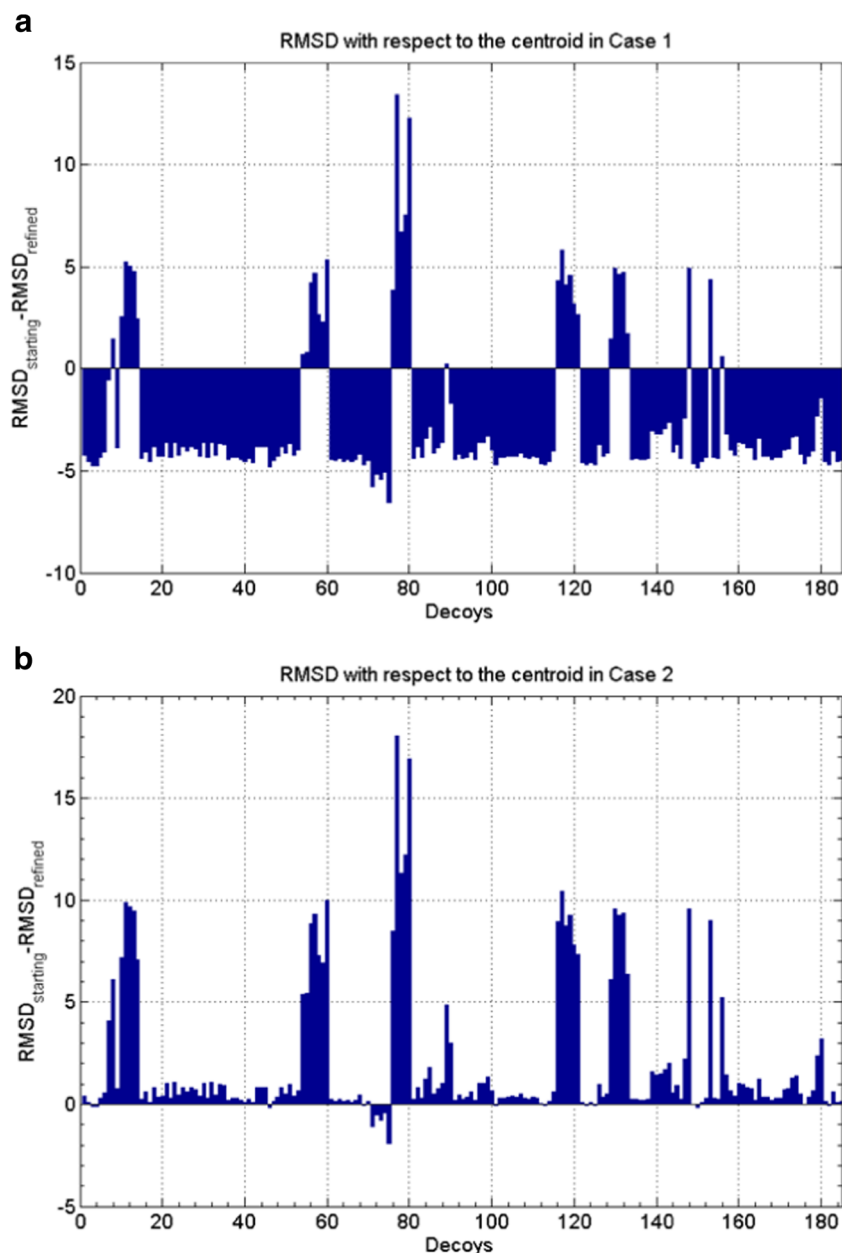 a
RMSD with respect to the centroid in Case 1
15
10
5
0
-5
-10
RMSDstarting-RMSDrefined
0 20 40 60 80 100 120 140 160 180
Decoys
b
RMSD with respect to the centroid in Case 2
20
15
10
5
0
-5
RMSDstarting-RMSDrefined
0 20 40 60 80 100 120 140 160 180
Decoys